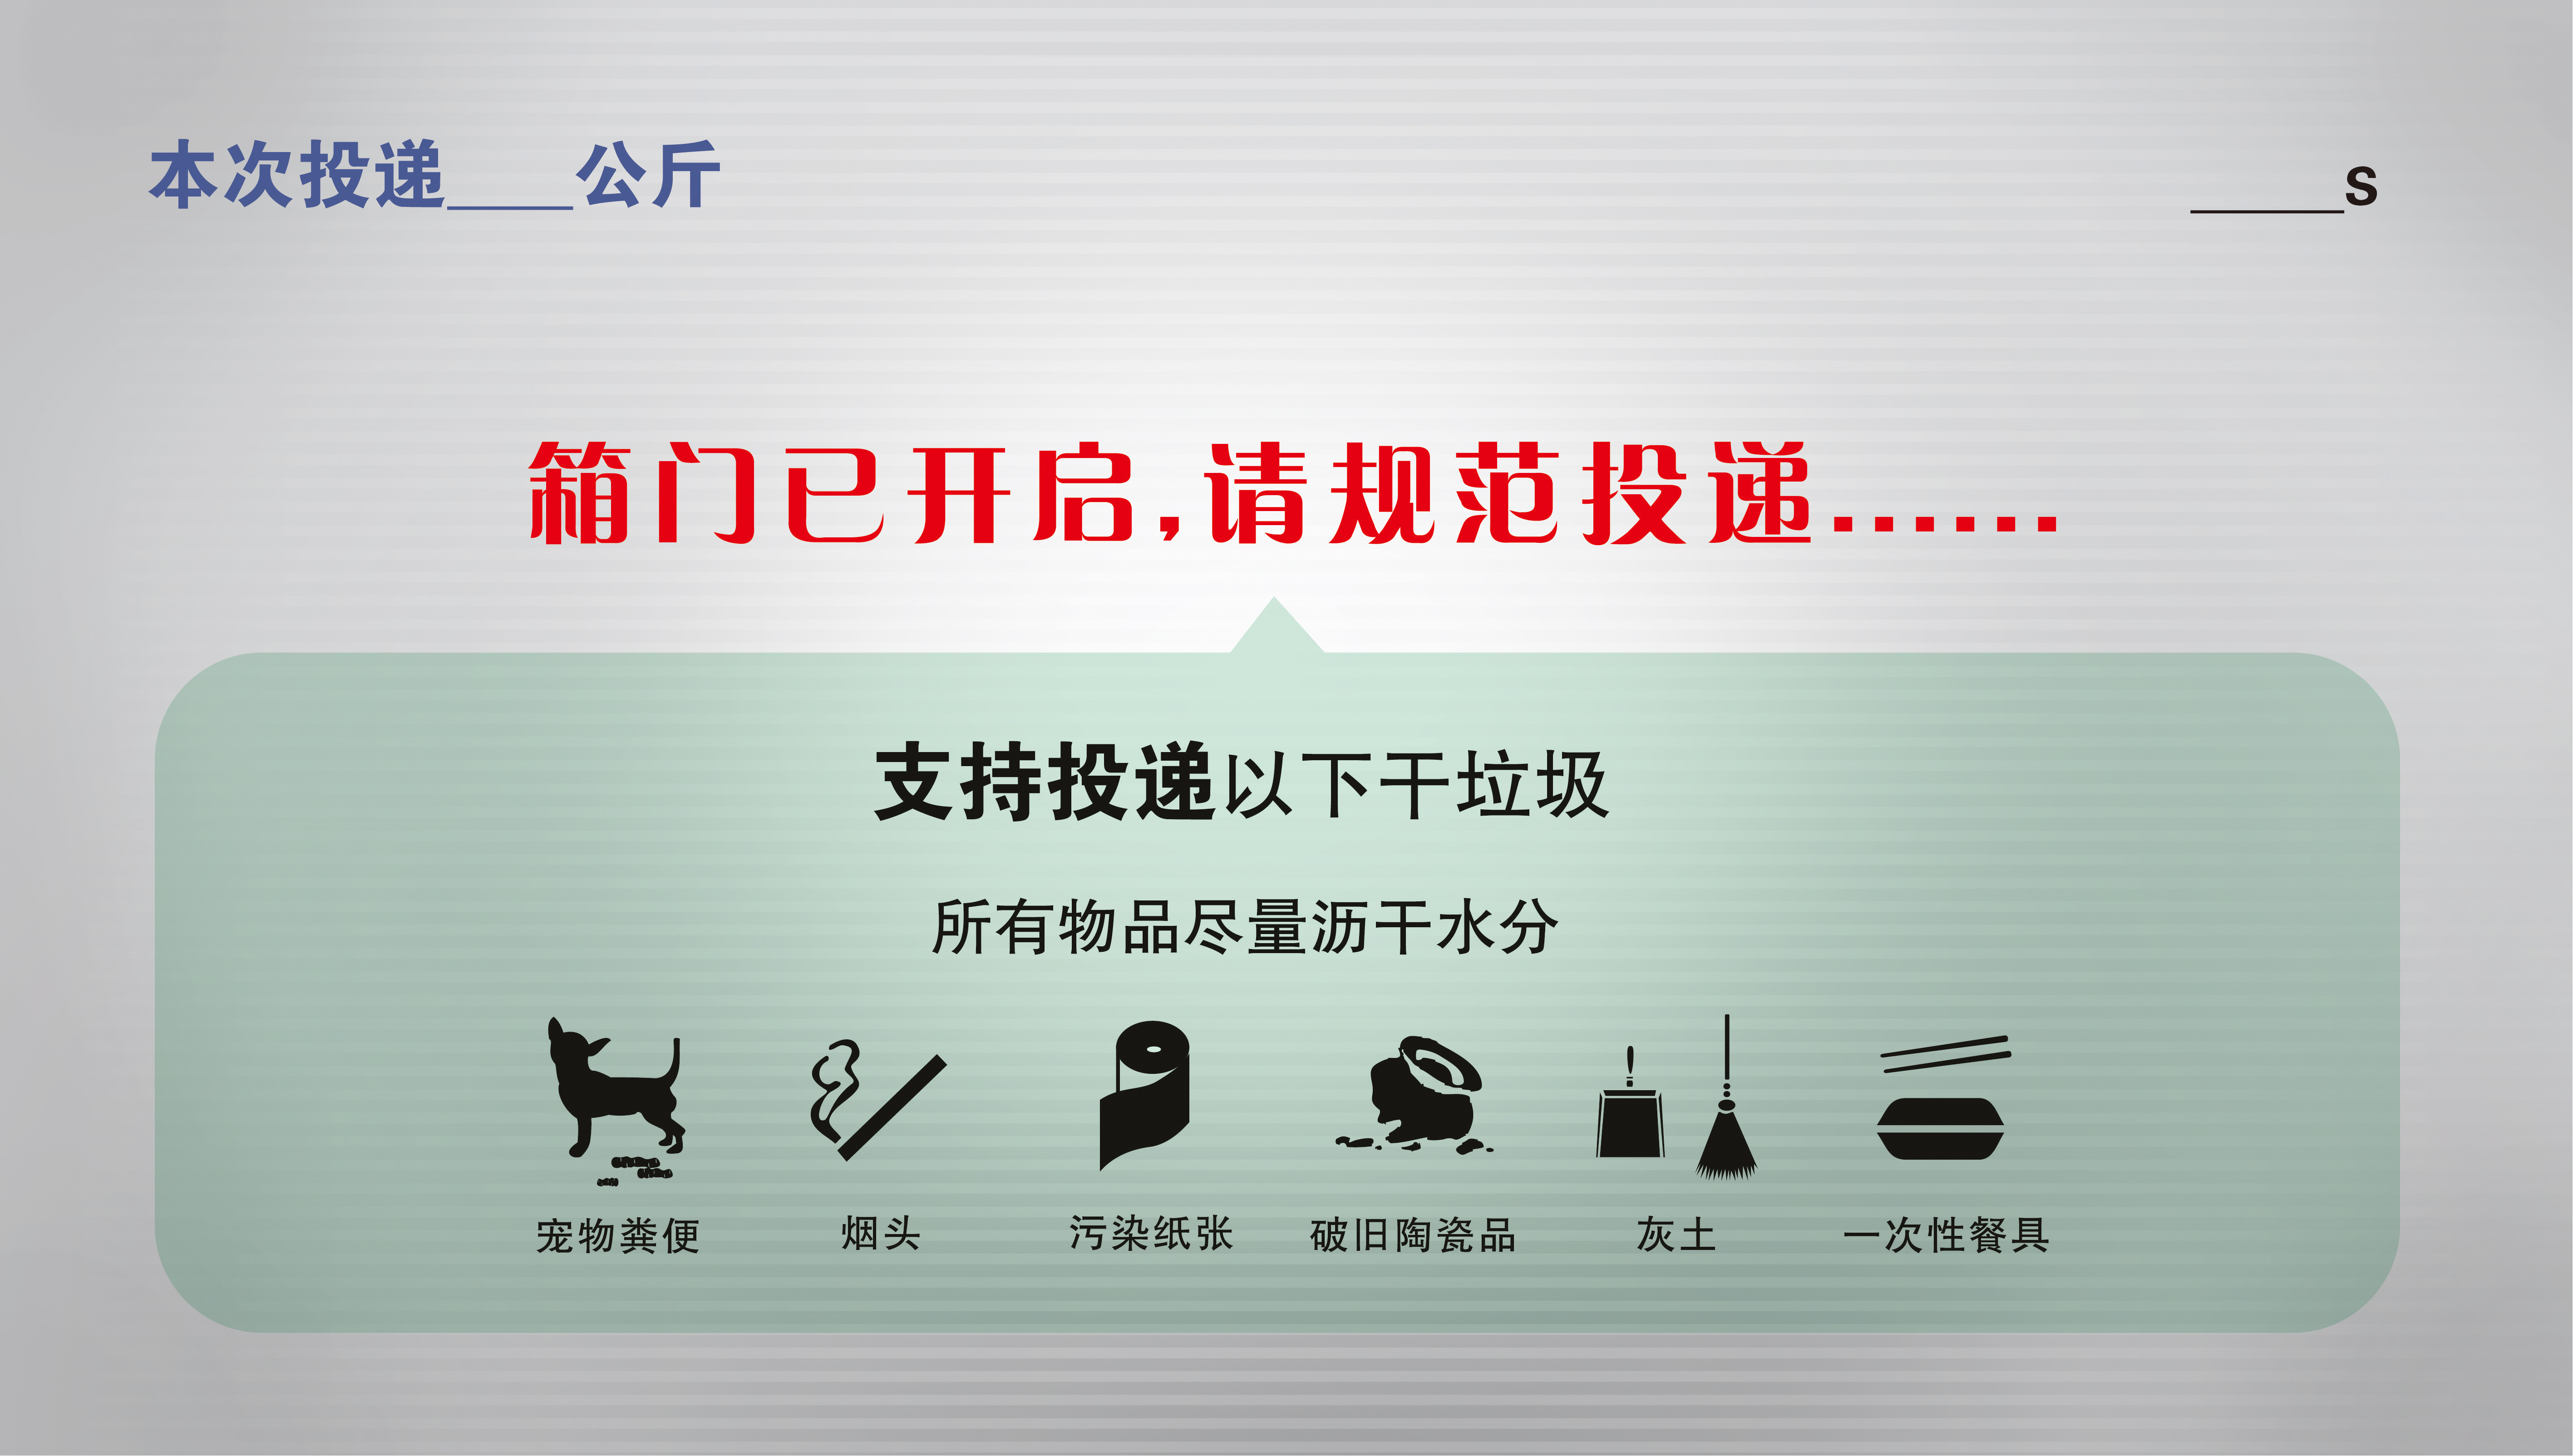 本次投递____公斤
____s
箱门已开启,请规范投递......
支持投递以下干垃圾
所有物品尽量沥干水分
宠物粪便 烟头 污染纸张 破旧陶瓷品 灰土 一次性餐具